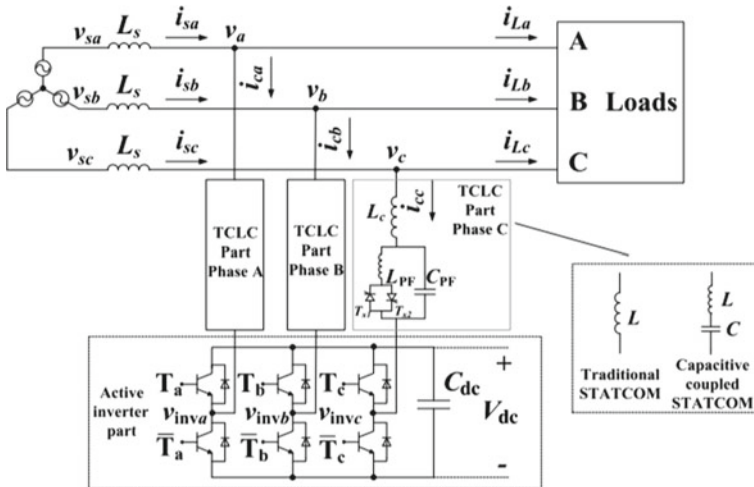 v_sa L_s i_sa v_a i_La A
i_ca
v_sb L_s i_sb v_b i_Lb B Loads
i_cb
v_sc L_s i_sc v_c i_Lc C
TCLC
Part
Phase A
TCLC
Part
Phase B
L_c i_cc
TCLC
Part
Phase C
L_PF C_PF
T_s1 T_s2
L
Traditional
STATCOM
L
C
Capacitive
coupled
STATCOM
Active
inverter
part
T_a T_b T_c
v_inva v_invb v_invc
T̅_a T̅_b T̅_c
C_dc
+
V_dc
-